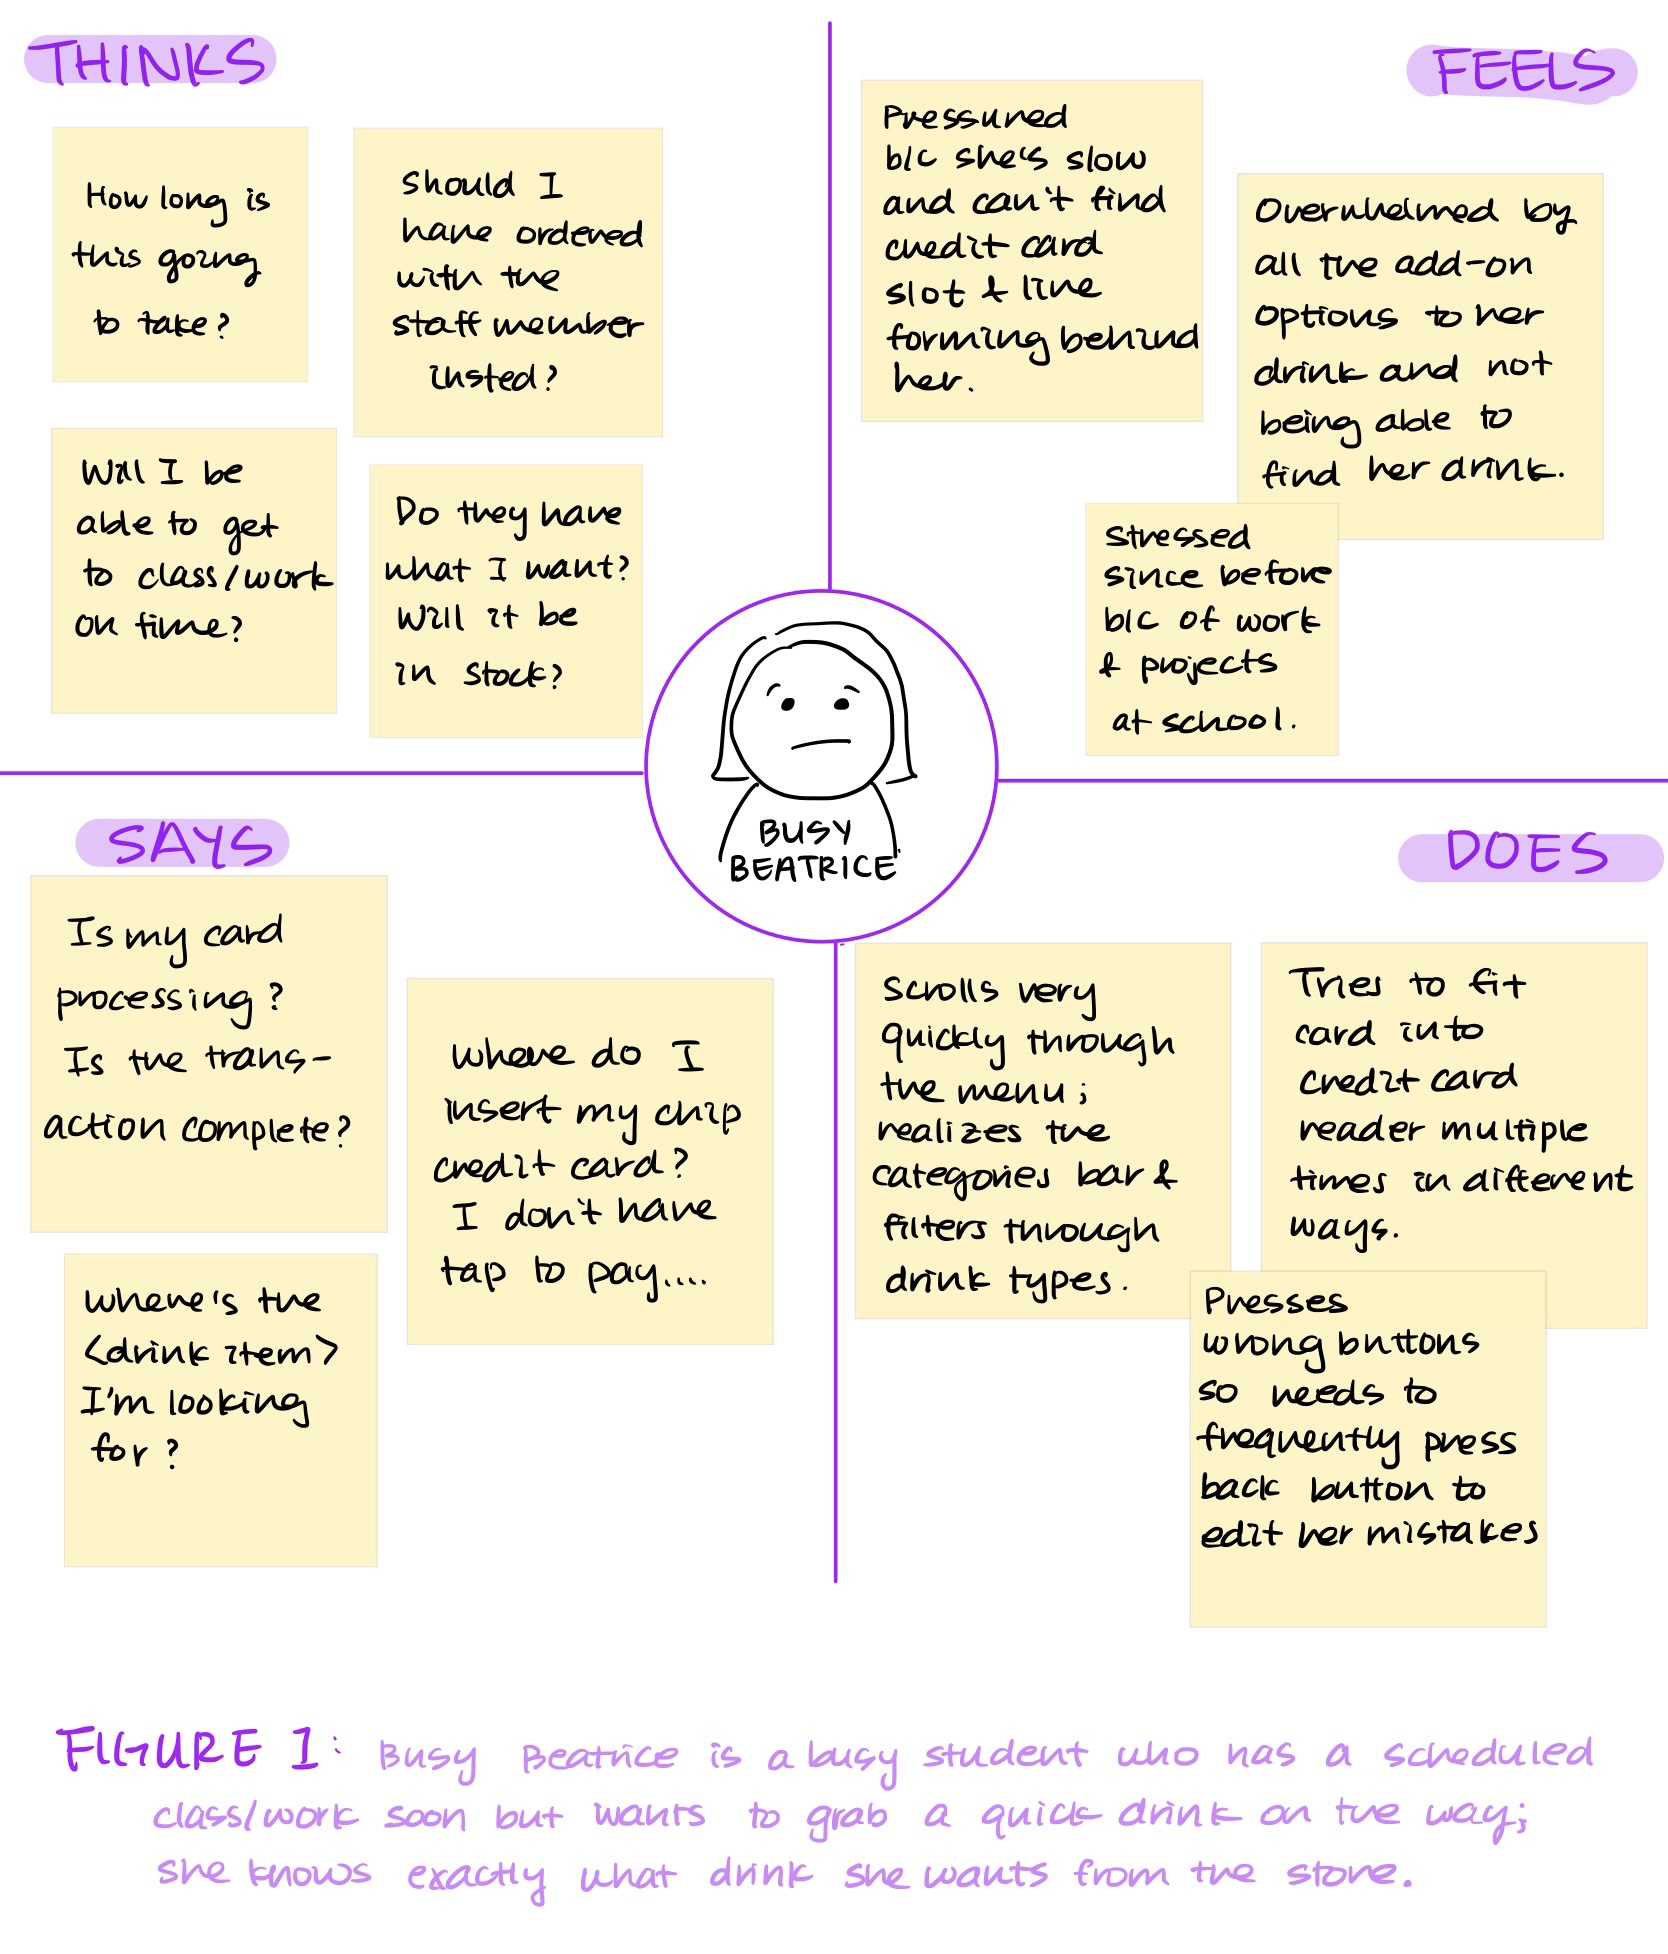 THINKS
How long is
this going
to take?
Should I
have ordered
with the
staff member
insted?
Will I be
able to get
to class/work
on time?
Do they have
what I want?
Will it be
in stock?
FEELS
Pressured
b/c she's slow
and can't find
credit card
slot & line
forming behind
her.
Overwhelmed by
all the add-on
options to her
drink and not
being able to
find her drink.
Stressed
since before
b/c of work
& projects
at school.
BUSY
BEATRICE
SAYS
Is my card
processing?
Is the trans-
action complete?
Where do I
insert my chip
credit card?
I don't have
tap to pay....
Where's the
<drink item>
I'm looking
for?
DOES
Scrolls very
quickly through
the menu;
realizes the
categories bar &
filters through
drink types.
Tries to fit
card into
credit card
reader multiple
times in different
ways.
Presses
wrong buttons
so needs to
frequently press
back button to
edit her mistakes
FIGURE 1: Busy Beatrice is a busy student who has a scheduled
class/work soon but wants to grab a quick drink on the way;
she knows exactly what drink she wants from the store.